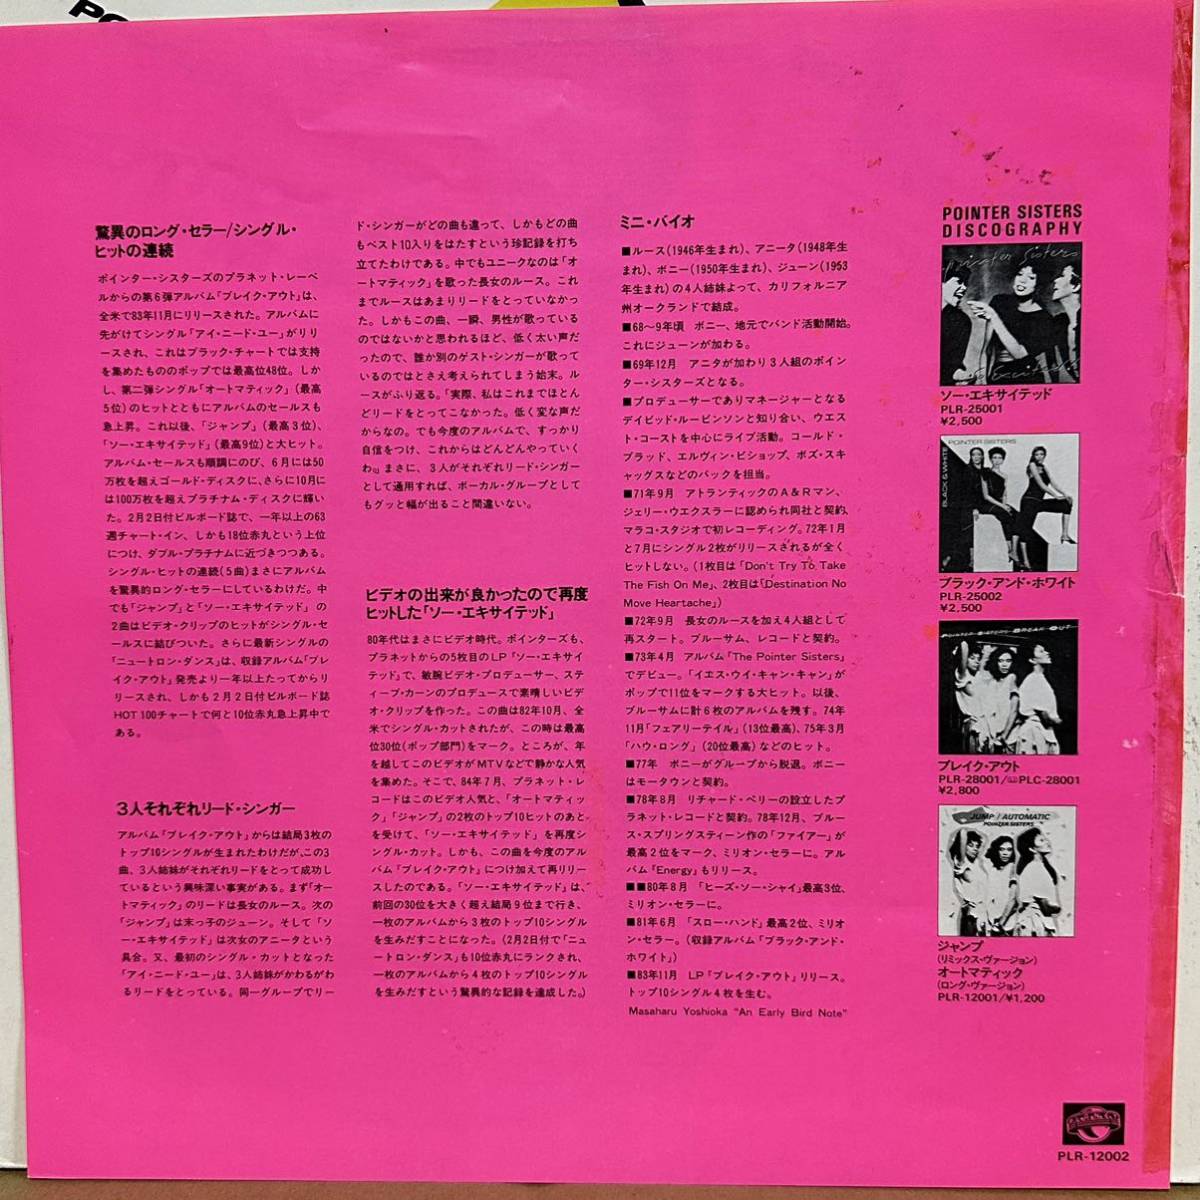 驚異のロング・セラー/シングル・
ヒットの連続
ポインター・シスターズのプラネット・レーベ
ルからの第6弾アルバム「ブレイク・アウト」は、
全米で83年11月にリリースされた。アルバムに
先がけてシングル「アイ・ニード・ユー」がリリ
ースされ、これはブラック・チャートでは支持
を集めたもののポップでは最高位48位。しか
し、第二弾シングル「オートマティック」(最高
5位)のヒットとともにアルバムのセールスも
急上昇。これ以後、「ジャンプ」(最高3位)、
「ソー・エキサイテッド」(最高9位)と大ヒット。
アルバム・セールスも順調にのび、6月には50
万枚を超えゴールド・ディスクに、さらに10月に
は100万枚を超えプラチナム・ディスクに輝い
た。2月2日付ビルボード誌で、一年以上の63
週チャート・イン、しかも18位赤丸という上位
につけ、ダブル・プラチナムに近づきつつある。
シングル・ヒットの連続(5曲)まさにアルバム
を驚異的ロング・セラーにしているわけだ。中
でも「ジャンプ」と「ソー・エキサイテッド」の
2曲はビデオ・クリップのヒットがシングル・セ
ールスに結びついた。さらに最新シングルの
「ニュートロン・ダンス」は、収録アルバム「ブレ
イク・アウト」発売より一年以上たってからリ
リースされ、しかも2月2日付ビルボード誌
HOT 100チャートで何と10位赤丸急上昇中で
ある。
3人それぞれリード・シンガー
アルバム「ブレイク・アウト」からは結局3枚の
トップ10シングルが生まれたわけだが、この3
曲、3人姉妹がそれぞれリードをとって成功し
ているという興味深い事実がある。まず「オー
トマティック」のリードは長女のルース。次の
「ジャンプ」は末っ子のジューン。そして「ソ
ー・エキサイテッド」は次女のアニータという
具合。又、最初のシングル・カットとなった
「アイ・ニード・ユー」は、3人姉妹がかわるがわ
るリードをとっている。同一グループでリー
ド・シンガーがどの曲も違って、しかもどの曲
もベスト10入りをはたすという珍記録を打ち
立てたわけである。中でもユニークなのは「オ
ートマティック」を歌った長女のルース。これ
までルースはあまりリードをとっていなかっ
た。しかもこの曲、一瞬、男性が歌っている
のではないかと思われるほど、低く太い声だ
ったので、誰か別のゲスト・シンガーが歌って
いるのではとさえ考えられてしまう始末。ル
ースがふり返る。「実際、私はこれまでほとん
どリードをとってこなかった。低く変な声だ
からなの。でも今度のアルバムで、すっかり
自信をつけ、これからはどんどんやっていく
わ」。まさに、3人がそれぞれリード・シンガー
として通用すれば、ボーカル・グループとして
もグッと幅が出ること間違いない。
ビデオの出来が良かったので再度
ヒットした「ソー・エキサイテッド」
80年代はまさにビデオ時代。ポインターズも、
プラネットからの5枚目のLP「ソー・エキサイ
テッド」で、敏腕ビデオ・プロデューサー、ステ
ィーブ・カーンのプロデュースで素晴しいビデ
オ・クリップを作った。この曲は82年10月、全
米でシングル・カットされたが、この時は最高
位30位(ポップ部門)をマーク。ところが、年
を越してこのビデオがMTVなどで静かな人気
を集めた。そこで、84年7月、プラネット・レ
コードはこのビデオ人気と、「オートマティッ
ク」「ジャンプ」の2枚のトップ10ヒットのあと
を受けて、「ソー・エキサイテッド」を再度シ
ングル・カット。しかも、この曲を今度のアル
バム「ブレイク・アウト」につけ加えて再リリー
スしたのである。「ソー・エキサイテッド」は、
前回の30位を大きく超え結局9位まで行き、
一枚のアルバムから3枚のトップ10シングル
を生みだすことになった。(2月2日付で「ニュ
ートロン・ダンス」も10位赤丸にランクされ、
一枚のアルバムから4枚のトップ10シングル
を生みだすという驚異的な記録を達成した。)
ミニ・バイオ
■ルース(1946年生まれ)、アニータ(1948年生
まれ)、ボニー(1950年生まれ)、ジューン(1953
年生まれ)の4人姉妹よって、カリフォルニア
州オークランドで結成。
■68〜9年頃 ボニー、地元でバンド活動開始。
これにジューンが加わる。
■69年12月 アニタが加わり3人組のポイン
ター・シスターズとなる。
■プロデューサーでありマネージャーとなる
デイビッド・ルービンソンと知り合い、ウエス
ト・コーストを中心にライブ活動。コールド・
ブラッド、エルヴィン・ビショップ、ボズ・スキ
ャッグスなどのバックを担当。
■71年9月 アトランティックのA&Rマン、
ジェリー・ウエクスラーに認められ同社と契約。
マラコ・スタジオで初レコーディング。72年1月
と7月にシングル2枚がリリースされるが全く
ヒットしない。(1枚目は「Don't Try To Take
The Fish On Me」、2枚目は「Destination No
Move Heartache」)
■72年9月 長女のルースを加え4人組として
再スタート。ブルーサム、レコードと契約。
■73年4月 アルバム「The Pointer Sisters」
でデビュー。「イエス・ウイ・キャン・キャン」が
ポップで11位をマークする大ヒット。以後、
ブルーサムに計6枚のアルバムを残す。74年
11月「フェアリーテイル」(13位最高)、75年3月
「ハウ・ロング」(20位最高)などのヒット。
■77年 ボニーがグループから脱退。ボニー
はモータウンと契約。
■78年8月 リチャード・ペリーの設立したプ
ラネット・レコードと契約。78年12月、ブルー
ス・スプリングスティーン作の「ファイアー」が
最高2位をマーク、ミリオン・セラーに。アル
バム「Energy」もリリース。
■■80年8月 「ヒーズ・ソー・シャイ」最高3位、
ミリオン・セラーに。
■81年6月 「スロー・ハンド」最高2位、ミリオ
ン・セラー。(収録アルバム「ブラック・アンド・
ホワイト」)
■83年11月 LP「ブレイク・アウト」リリース。
トップ10シングル4枚を生む。
Masaharu Yoshioka "An Early Bird Note"
POINTER SISTERS
DISCOGRAPHY
Pointer Sisters
So Excited!
ソー・エキサイテッド
PLR-25001
¥2,500
POINTER SISTERS
BLACK & WHITE
ブラック・アンド・ホワイト
PLR-25002
¥2,500
POINTER SISTERS BREAK OUT
ブレイク・アウト
PLR-28001/PLC-28001
¥2,800
JUMP / AUTOMATIC
POINTER SISTERS
ジャンプ
(リミックス・ヴァージョン)
オートマティック
(ロング・ヴァージョン)
PLR-12001/¥1,200
PLR-12002